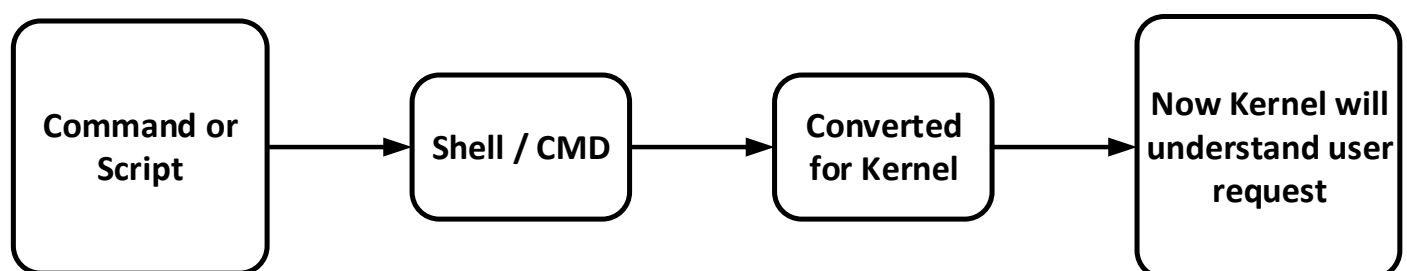 Command or
Script
Shell / CMD
Converted
for Kernel
Now Kernel will
understand user
request